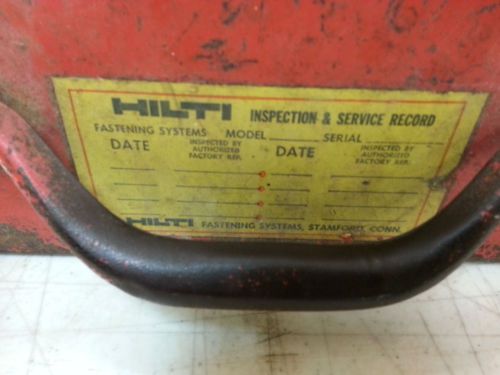 HILTI INSPECTION & SERVICE RECORD
FASTENING SYSTEMS MODEL SERIAL
DATE INSPECTED BY AUTHORIZED FACTORY REP. DATE INSPECTED BY AUTHORIZED FACTORY REP.
HILTI FASTENING SYSTEMS, STAMFORD, CONN.